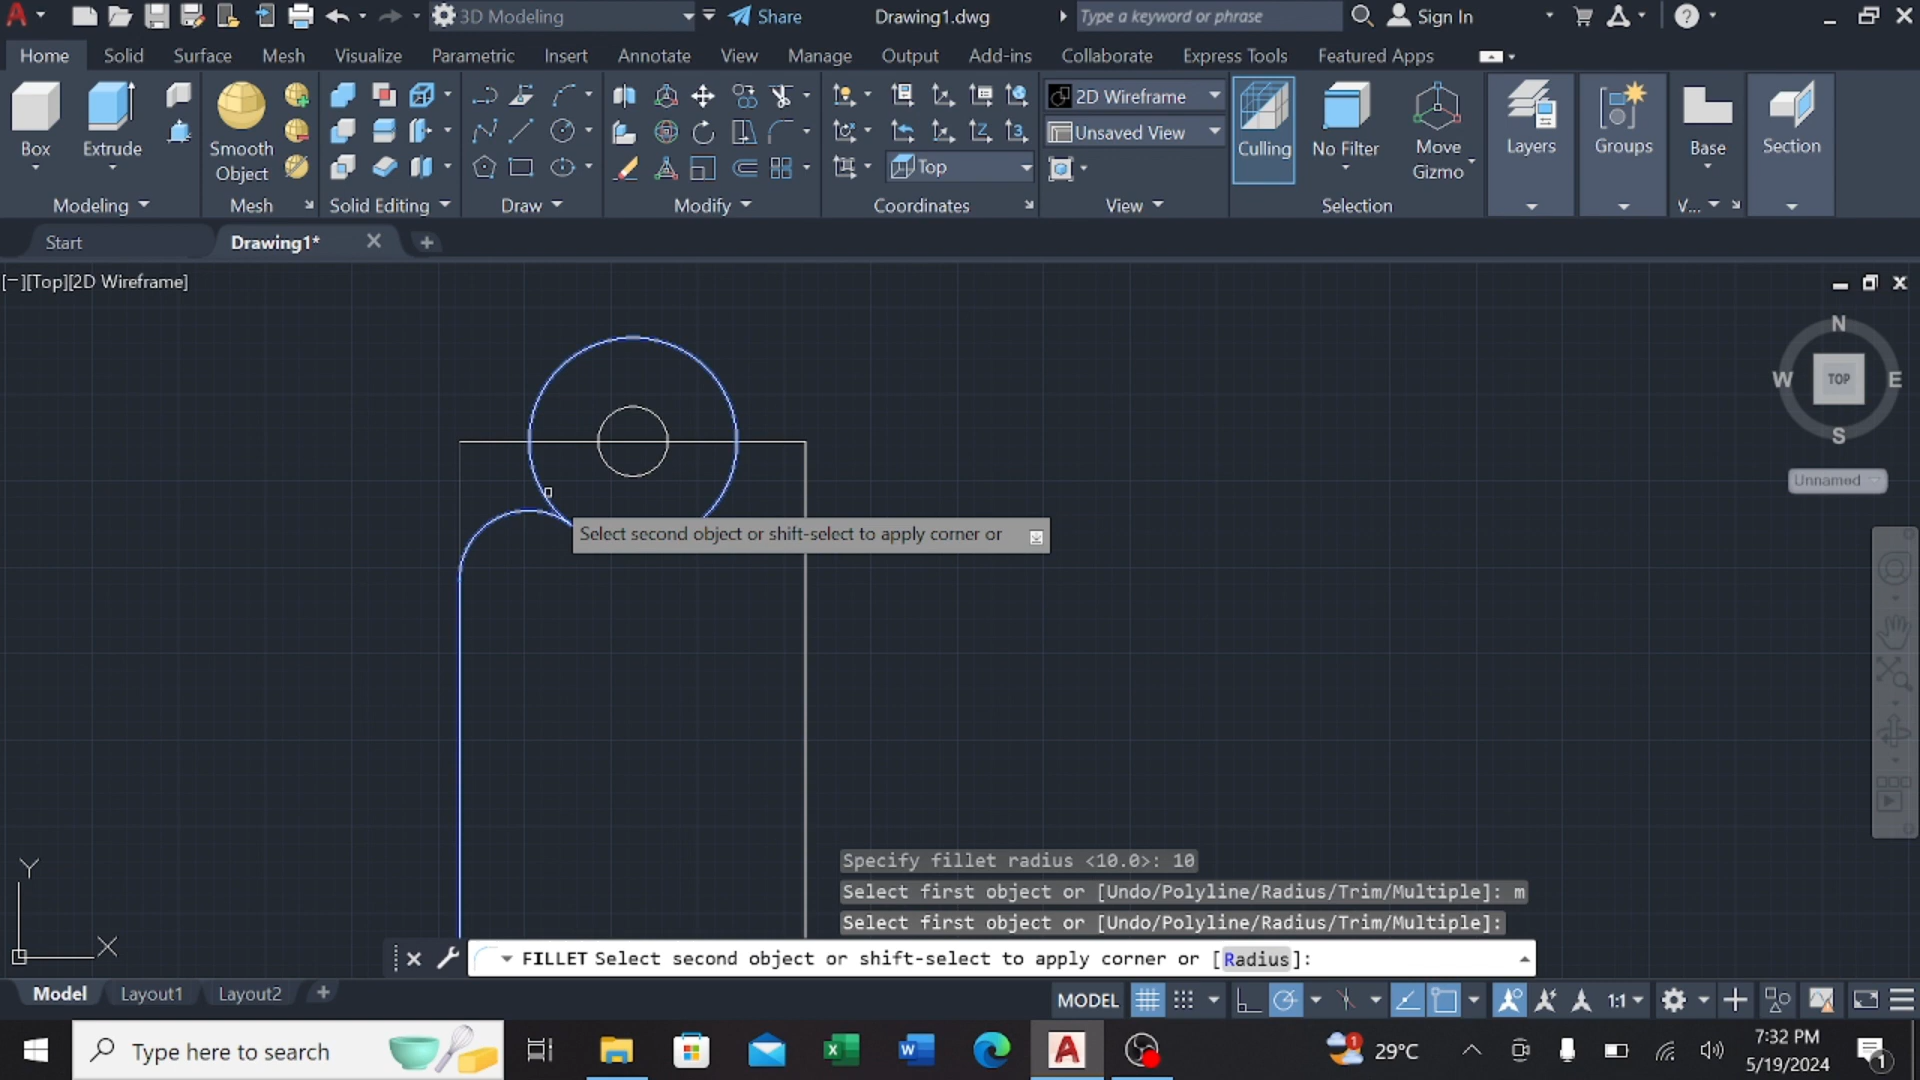 3D Modeling
Share
Drawing1.dwg
Type a keyword or phrase
Sign In
Home
Solid
Surface
Mesh
Visualize
Parametric
Insert
Annotate
View
Manage
Output
Add-ins
Collaborate
Express Tools
Featured Apps
Box
Extrude
Smooth
Object
Top
2D Wireframe
Unsaved View
Culling
No Filter
Move
Gizmo
Layers
Groups
Base
Section
Modeling
Mesh
Solid Editing
Draw
Modify
Coordinates
View
Selection
V...
Start
Drawing1*
[−][Top][2D Wireframe]
N
W
TOP
E
S
Unnamed
Select second object or shift-select to apply corner or
Specify fillet radius <10.0>: 10
Select first object or [Undo/Polyline/Radius/Trim/Multiple]: m
Select first object or [Undo/Polyline/Radius/Trim/Multiple]:
Y
X
FILLET Select second object or shift-select to apply corner or [Radius]:
Model
Layout1
Layout2
MODEL
1:1
Type here to search
1
29°C
7:32 PM
5/19/2024
1